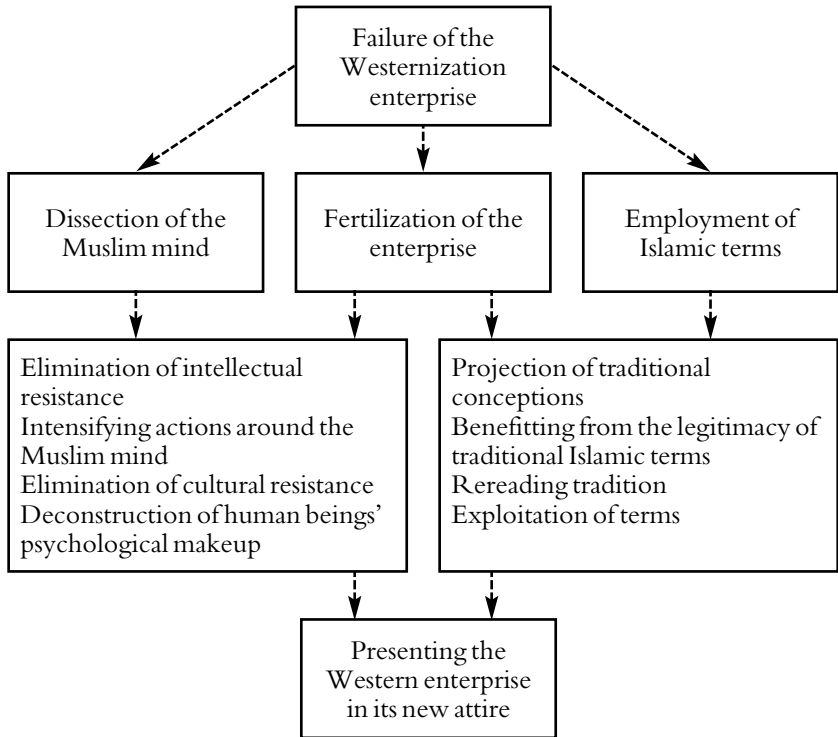 Failure of the
Westernization
enterprise
Dissection of the
Muslim mind
Fertilization of the
enterprise
Employment of
Islamic terms
Elimination of intellectual
resistance
Intensifying actions around the
Muslim mind
Elimination of cultural resistance
Deconstruction of human beings’
psychological makeup
Projection of traditional
conceptions
Benefitting from the legitimacy of
traditional Islamic terms
Rereading tradition
Exploitation of terms
Presenting the
Western enterprise
in its new attire